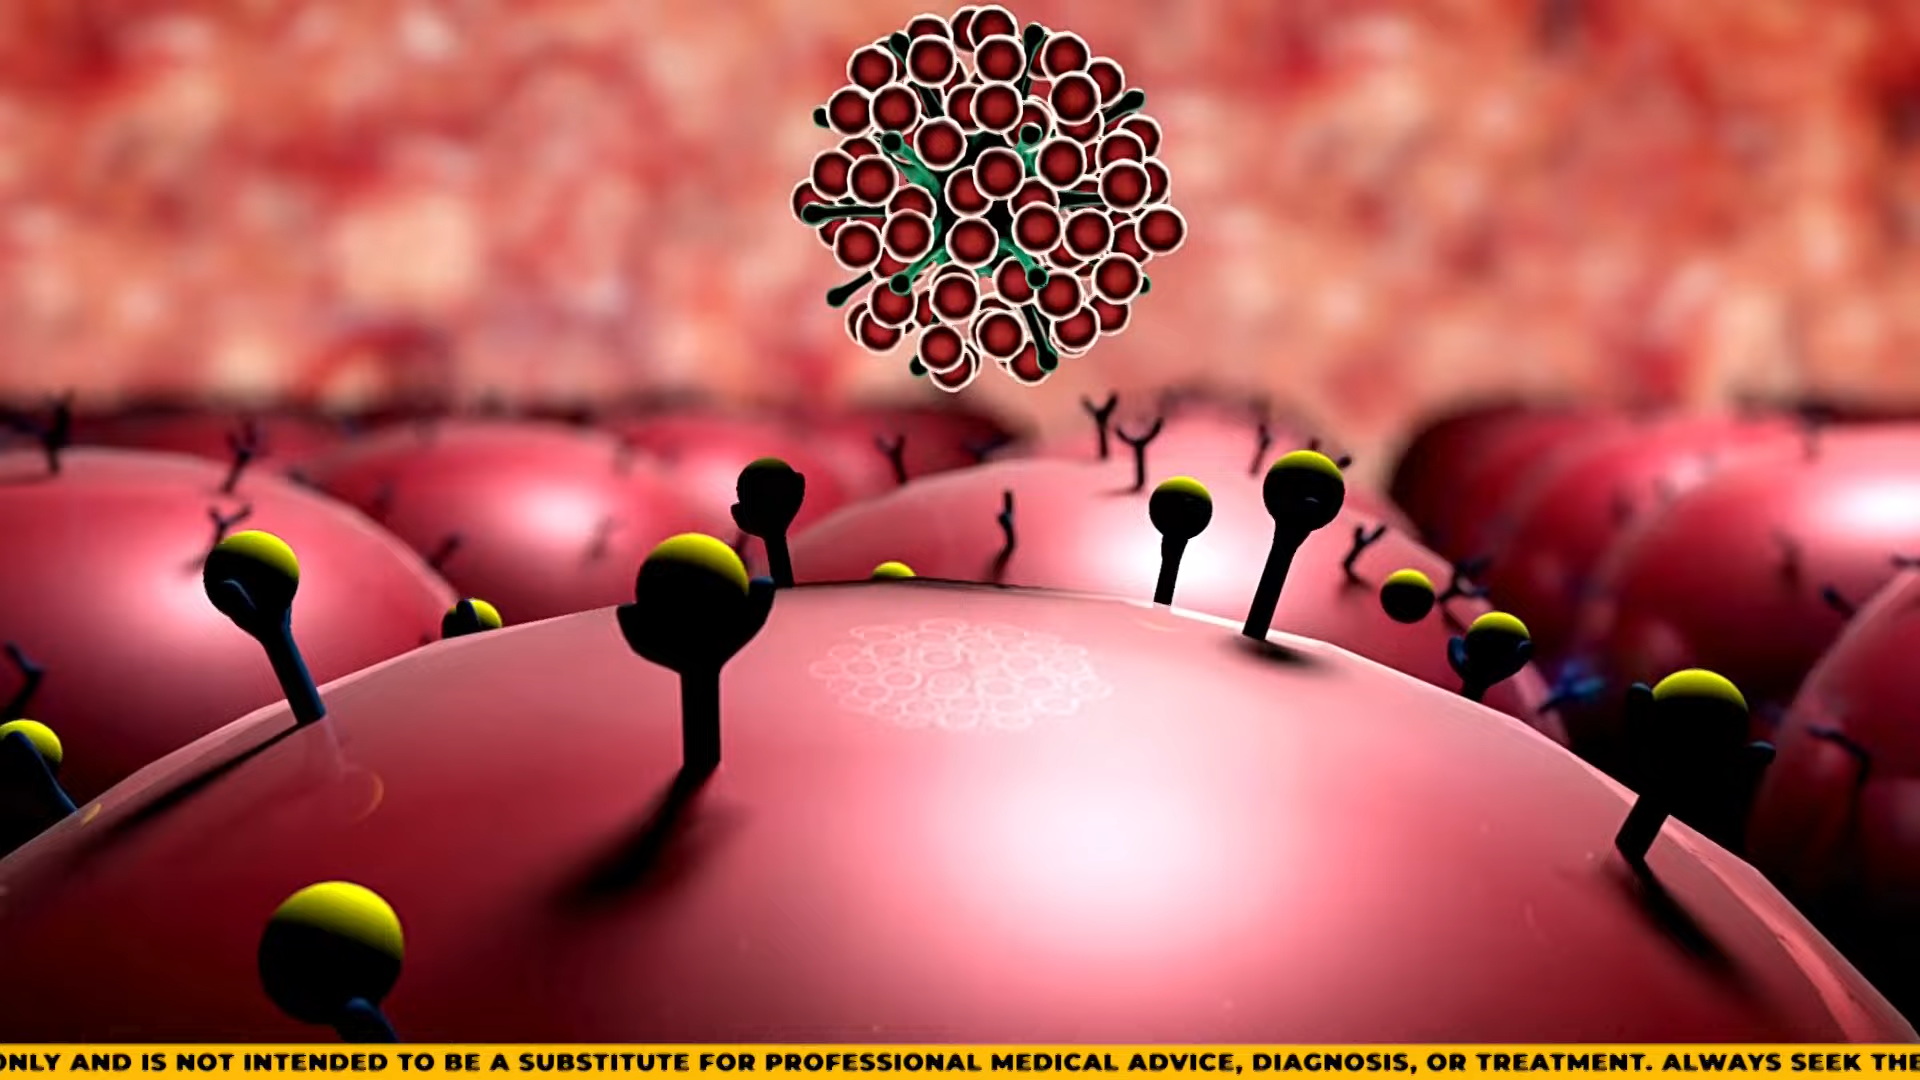 ONLY AND IS NOT INTENDED TO BE A SUBSTITUTE FOR PROFESSIONAL MEDICAL ADVICE, DIAGNOSIS, OR TREATMENT. ALWAYS SEEK THE